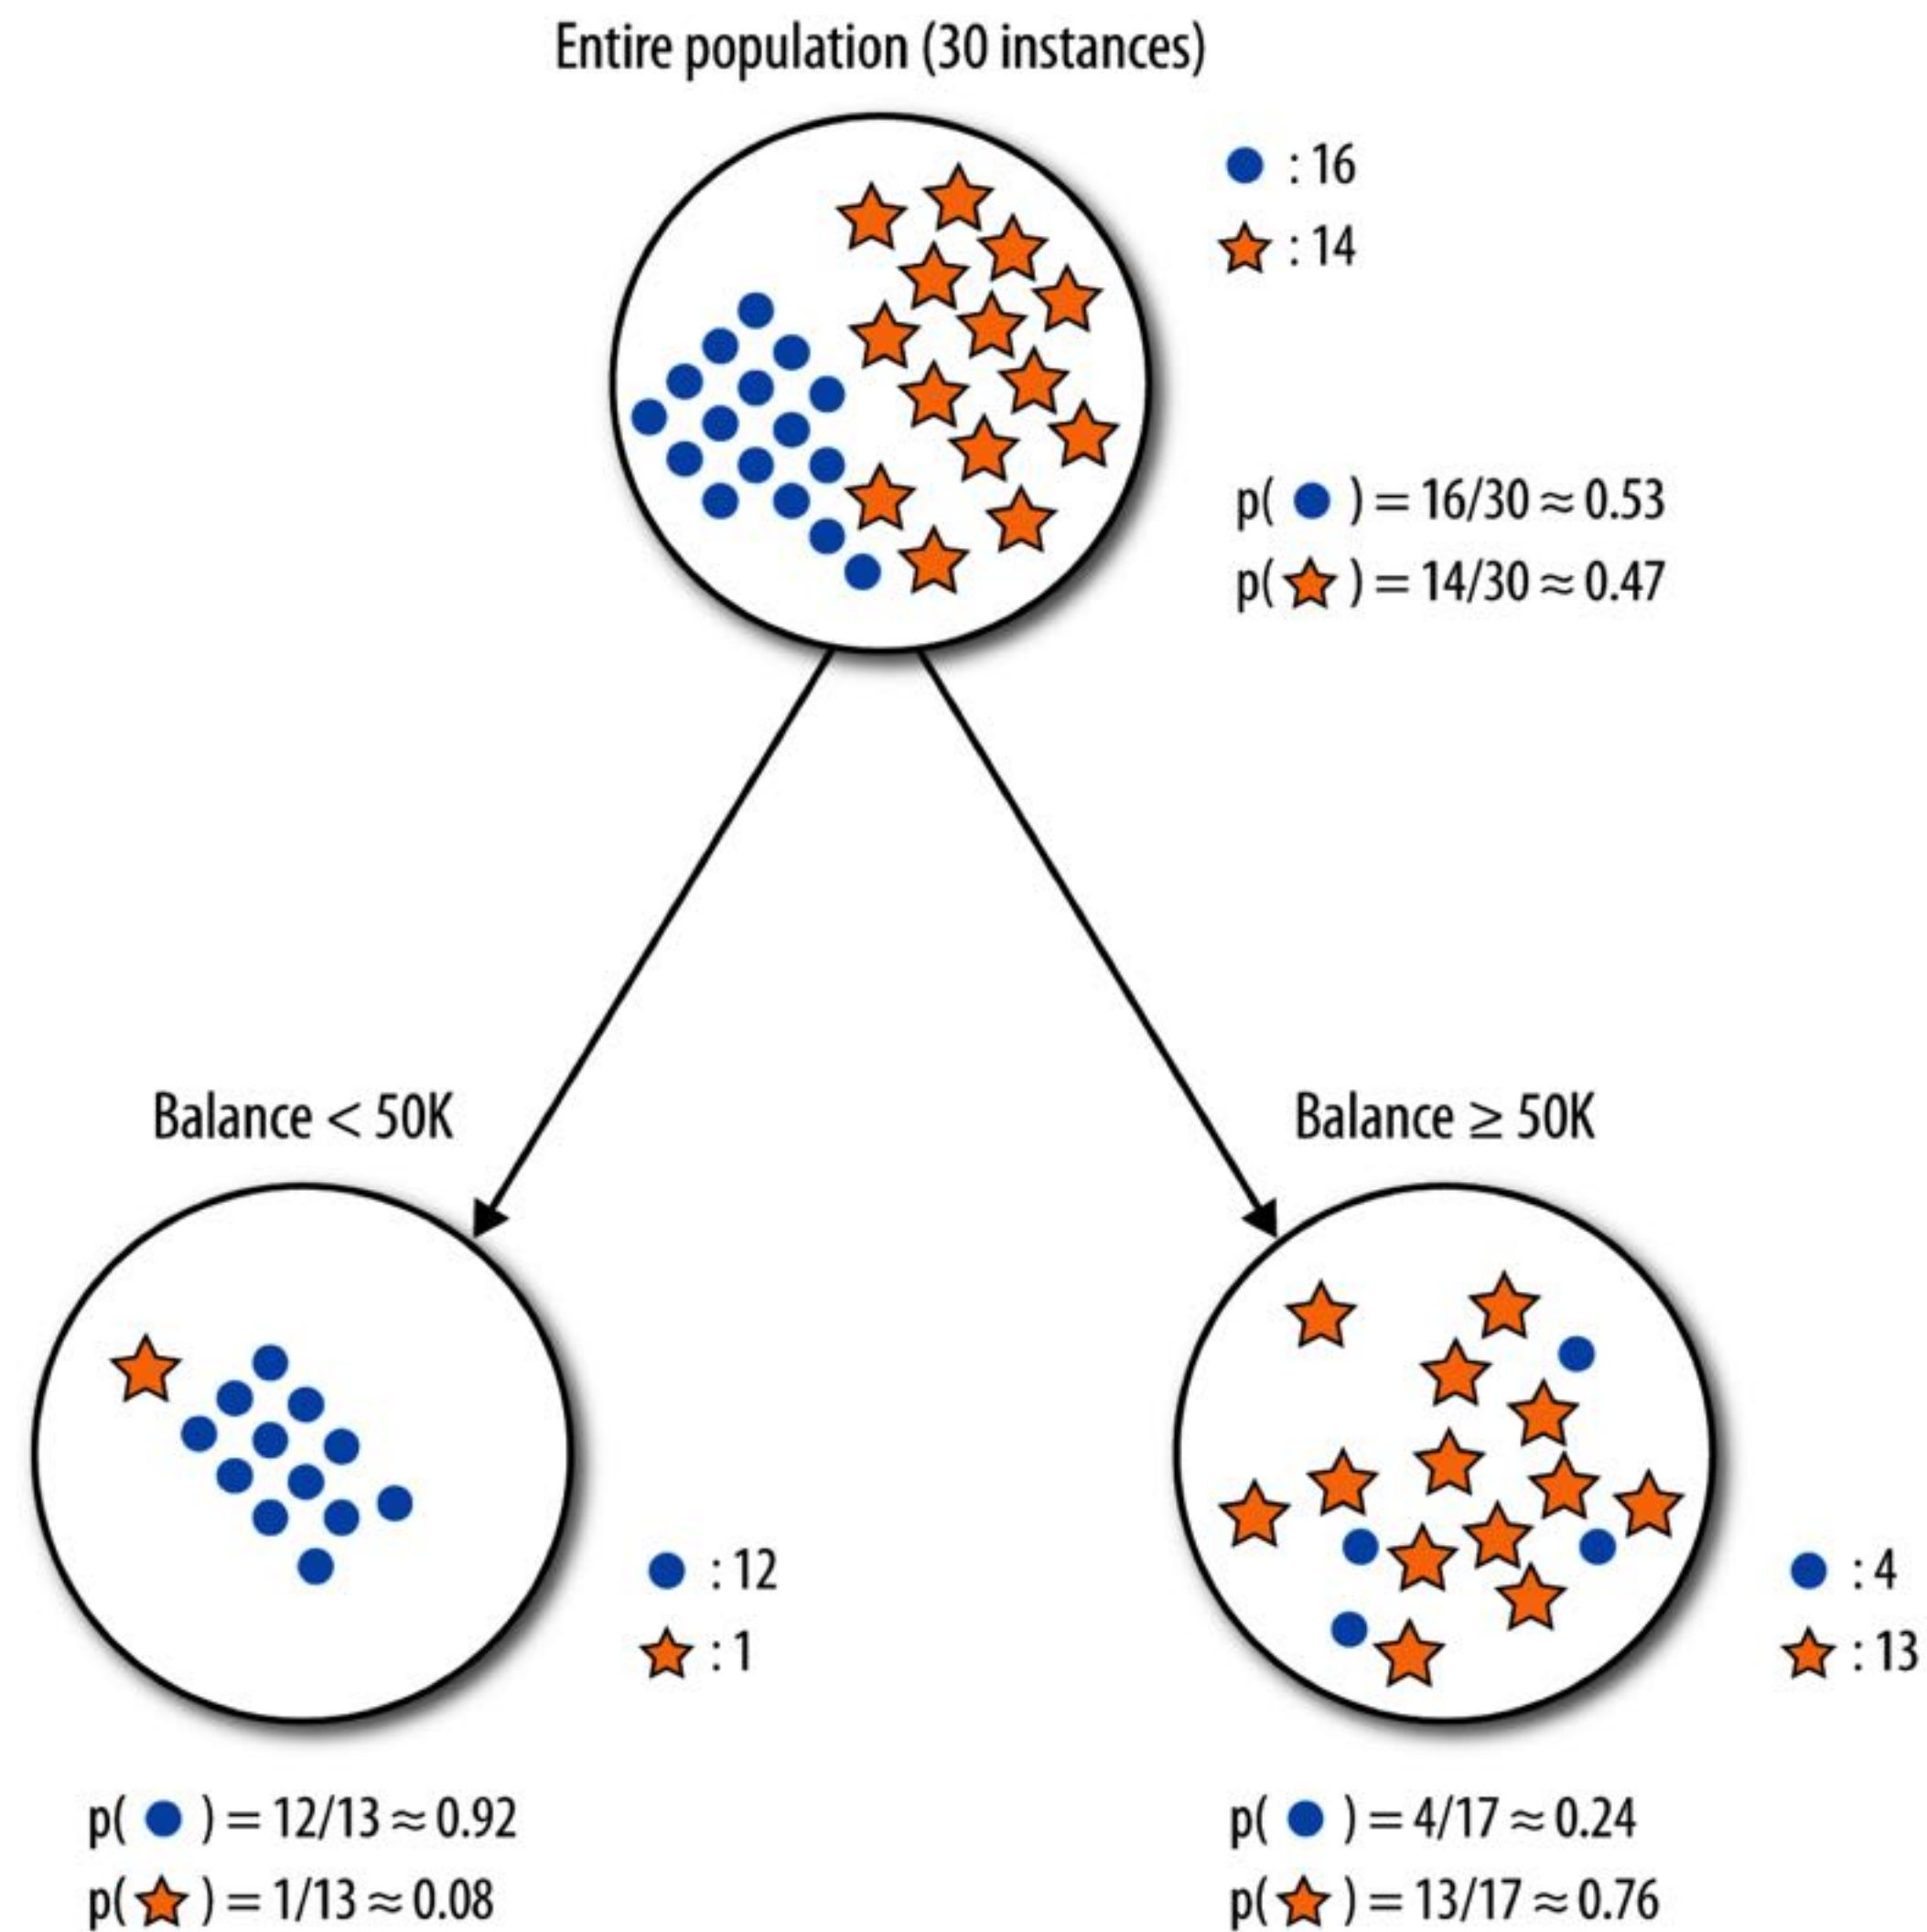 Entire population (30 instances)
: 16
: 14
p( ) = 16/30 ≈ 0.53
p( ) = 14/30 ≈ 0.47
Balance < 50K
Balance ≥ 50K
: 12
: 1
: 4
: 13
p( ) = 12/13 ≈ 0.92
p( ) = 1/13 ≈ 0.08
p( ) = 4/17 ≈ 0.24
p( ) = 13/17 ≈ 0.76